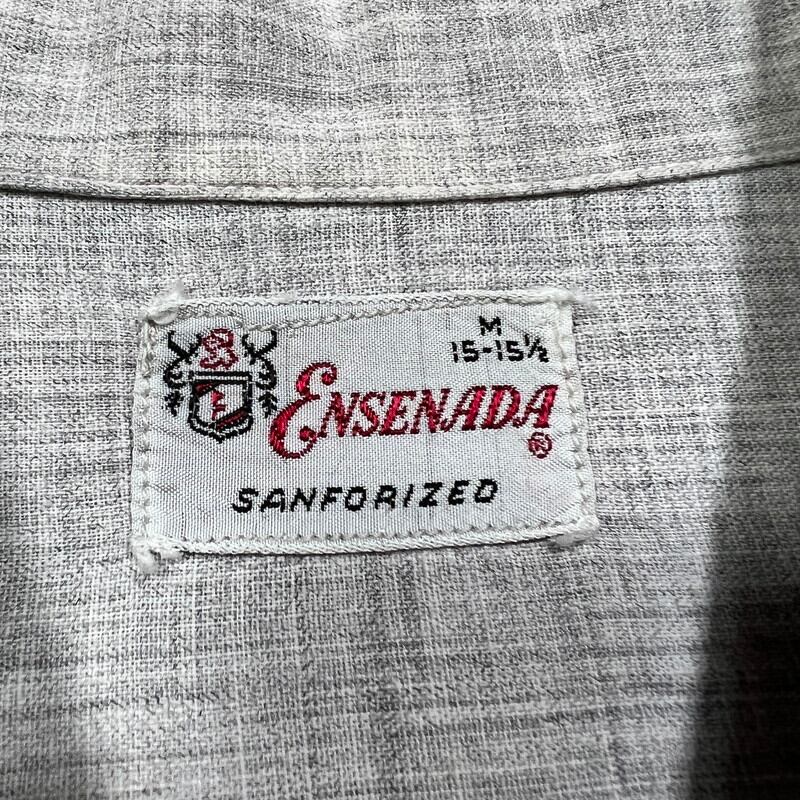 M
15-15½
ENSENADA ®
SANFORIZED